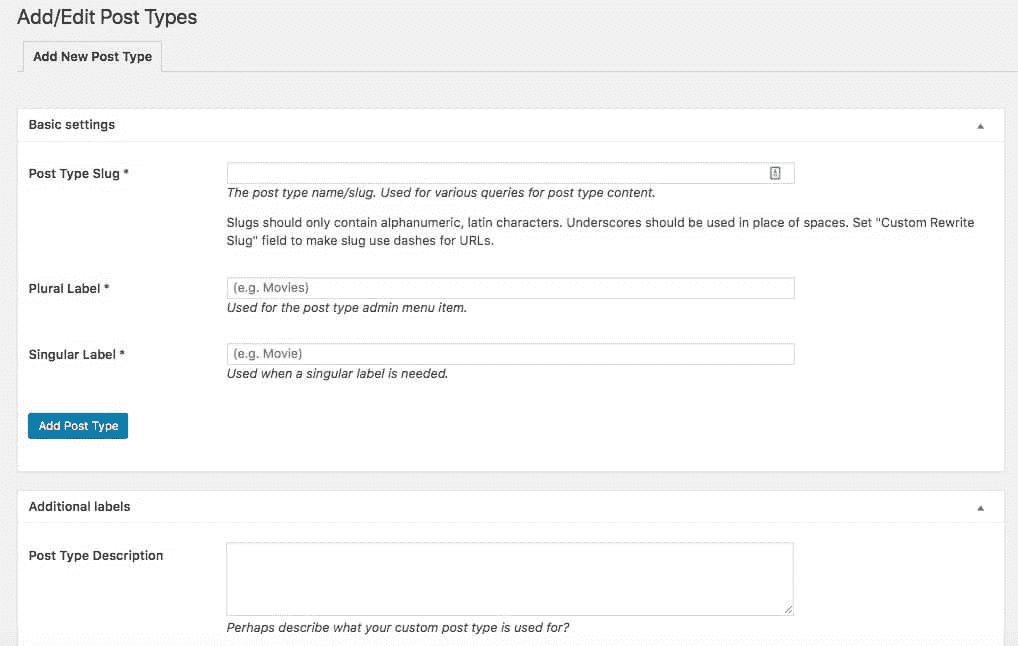 Add/Edit Post Types
Add New Post Type
Basic settings
Post Type Slug *
The post type name/slug. Used for various queries for post type content.
Slugs should only contain alphanumeric, latin characters. Underscores should be used in place of spaces. Set "Custom Rewrite
Slug" field to make slug use dashes for URLs.
Plural Label *
(e.g. Movies)
Used for the post type admin menu item.
Singular Label *
(e.g. Movie)
Used when a singular label is needed.
Add Post Type
Additional labels
Post Type Description
Perhaps describe what your custom post type is used for?